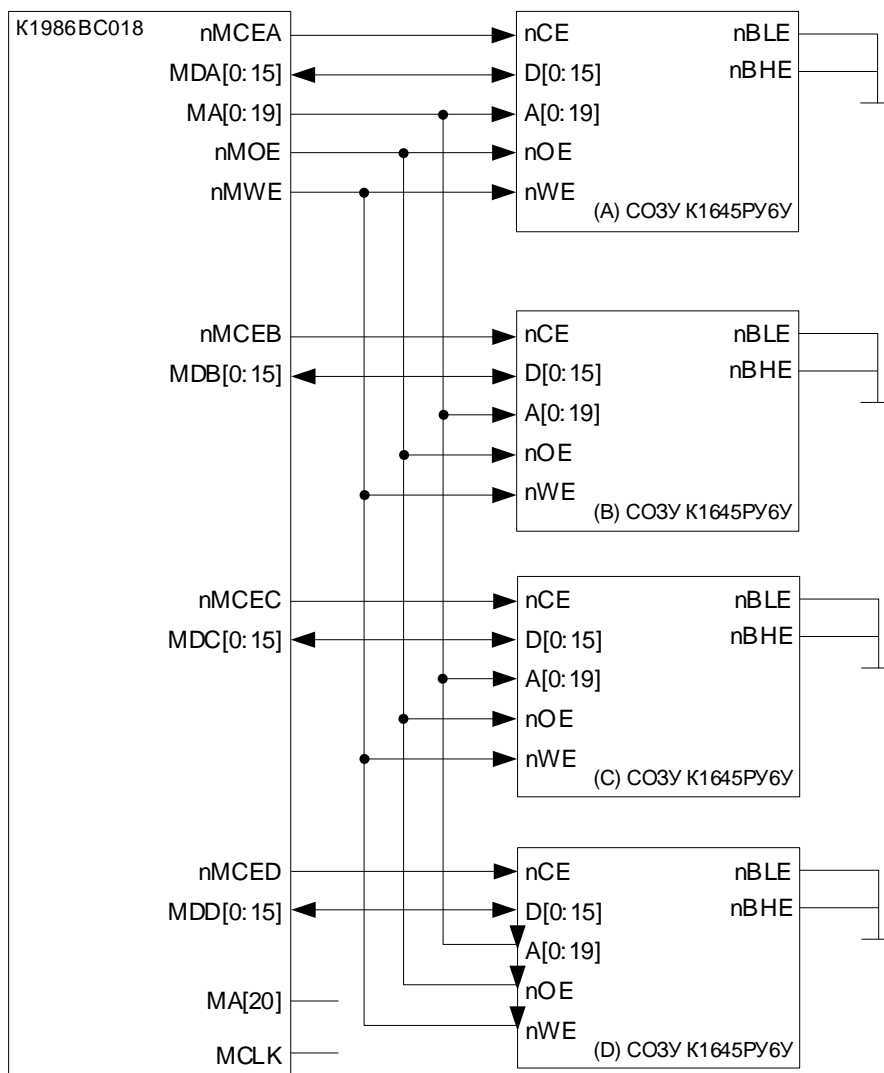 К1986ВС018
nMCEA
MDA[0:15]
MA[0:19]
nMOE
nMWE
nCE
D[0:15]
A[0:19]
nOE
nWE
nBLE
nBHE
(A) СОЗУ К1645РУ6У
nMCEB
MDB[0:15]
nCE
D[0:15]
A[0:19]
nOE
nWE
nBLE
nBHE
(B) СОЗУ К1645РУ6У
nMCEC
MDC[0:15]
nCE
D[0:15]
A[0:19]
nOE
nWE
nBLE
nBHE
(C) СОЗУ К1645РУ6У
nMCED
MDD[0:15]
MA[20]
MCLK
nCE
D[0:15]
A[0:19]
nOE
nWE
nBLE
nBHE
(D) СОЗУ К1645РУ6У